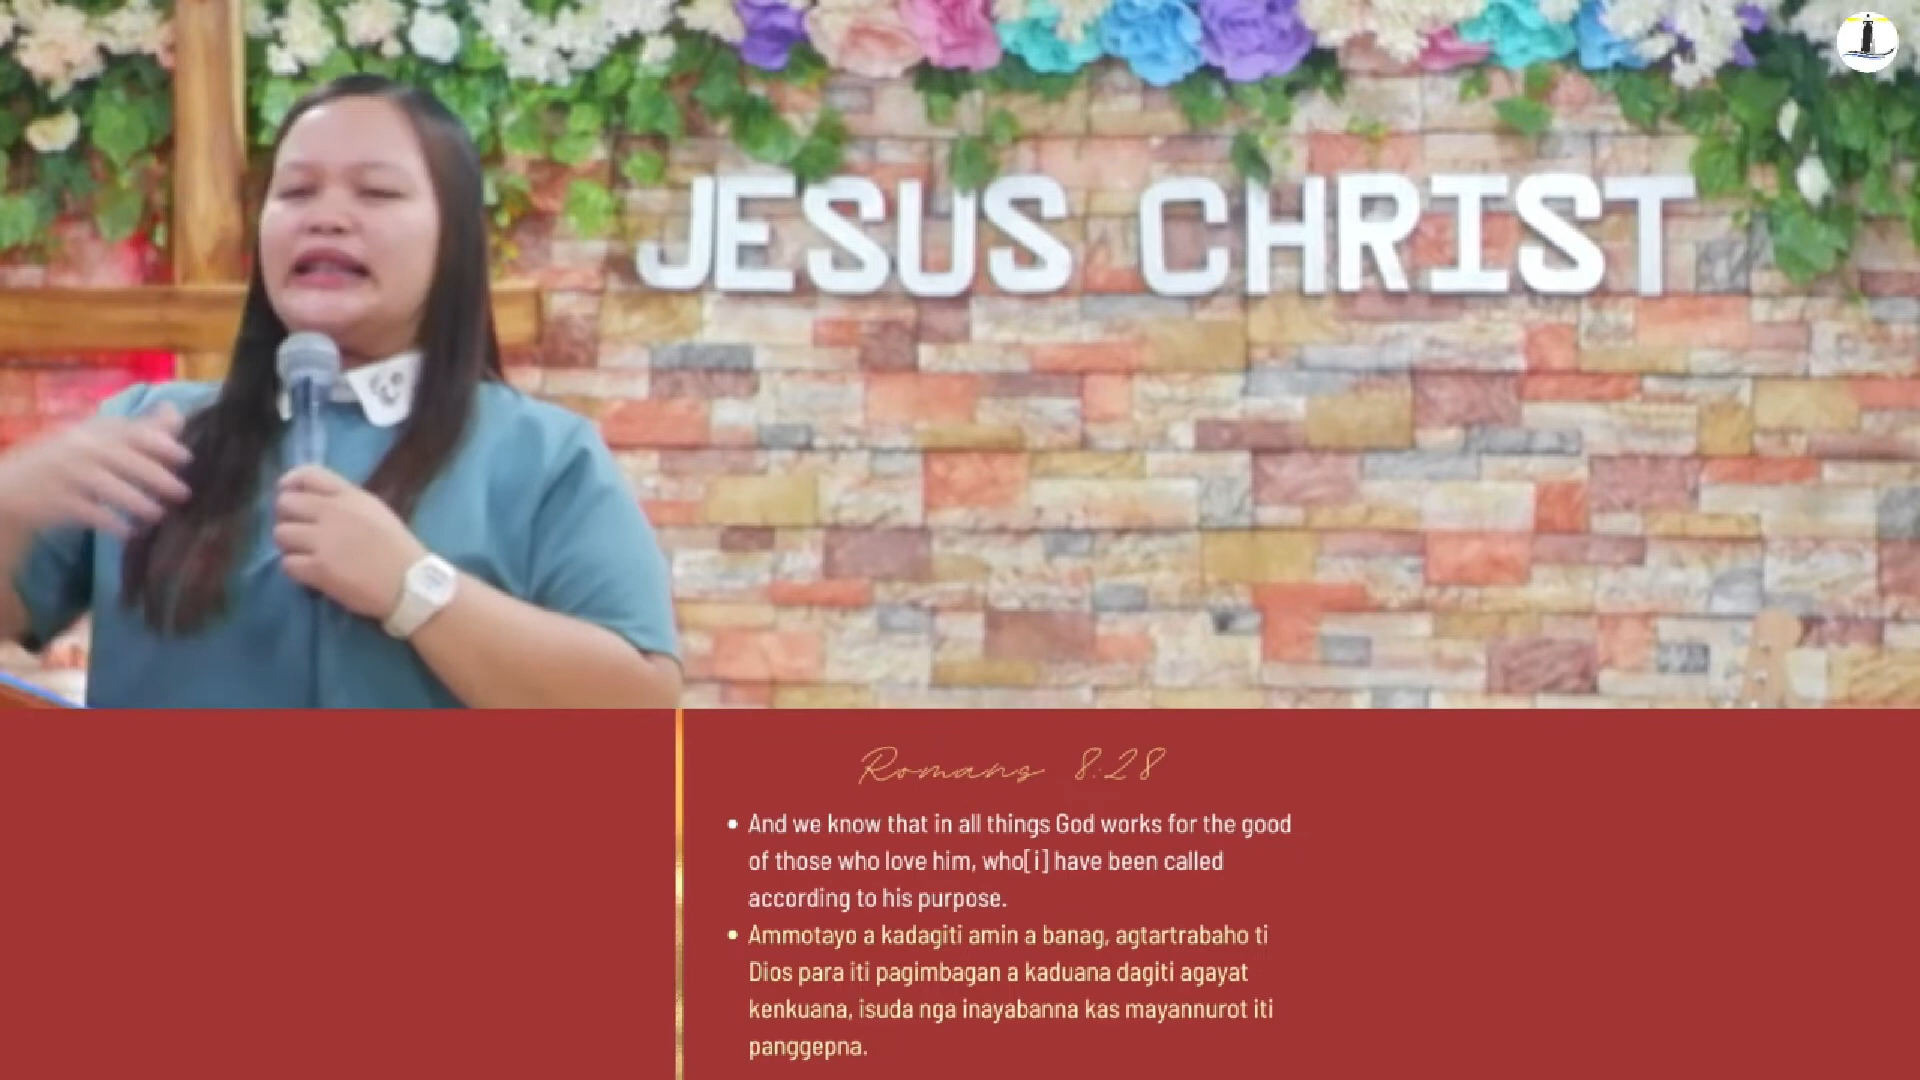 JESUS CHRIST
Romans 8:28
• And we know that in all things God works for the good
of those who love him, who[i] have been called
according to his purpose.
• Ammotayo a kadagiti amin a banag, agtartrabaho ti
Dios para iti pagimbagan a kaduana dagiti agayat
kenkuana, isuda nga inayabanna kas mayannurot iti
panggepna.